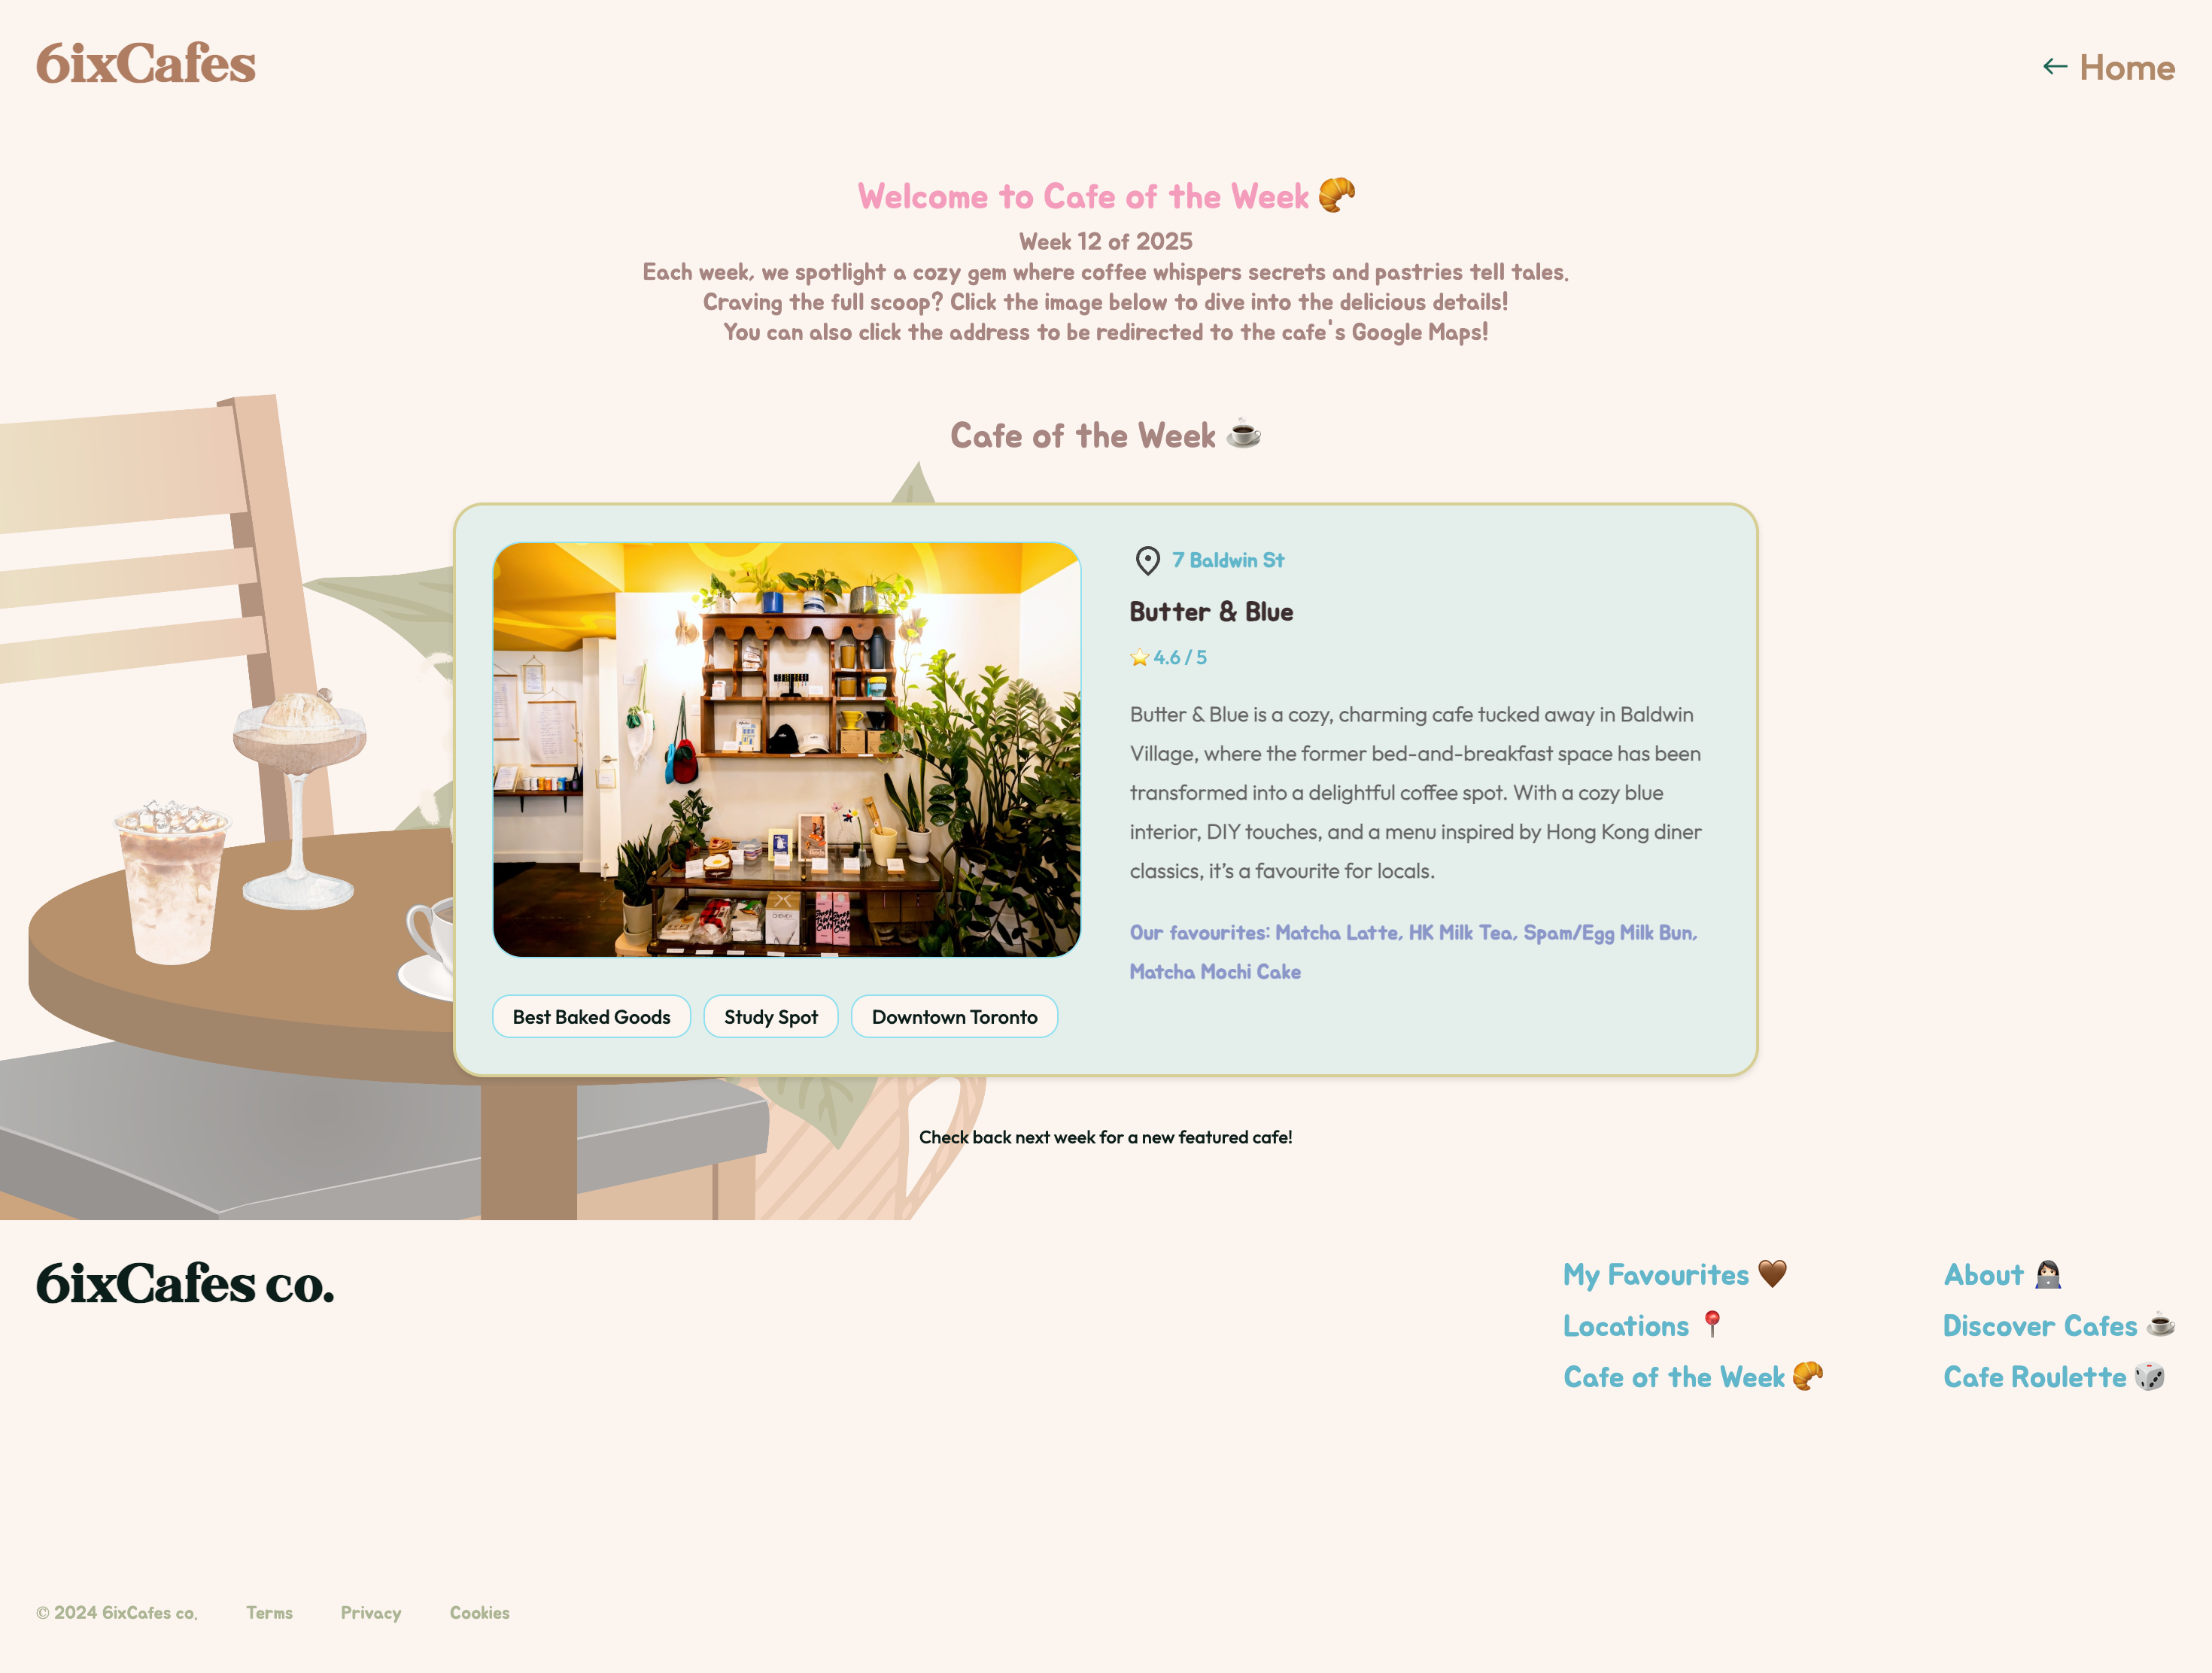 6ixCafes
← Home
Welcome to Cafe of the Week 🥐
Week 12 of 2025
Each week, we spotlight a cozy gem where coffee whispers secrets and pastries tell tales.
Craving the full scoop? Click the image below to dive into the delicious details!
You can also click the address to be redirected to the cafe's Google Maps!
Cafe of the Week ☕
7 Baldwin St
Butter & Blue
⭐ 4.6 / 5
Butter & Blue is a cozy, charming cafe tucked away in Baldwin
Village, where the former bed-and-breakfast space has been
transformed into a delightful coffee spot. With a cozy blue
interior, DIY touches, and a menu inspired by Hong Kong diner
classics, it’s a favourite for locals.
Our favourites: Matcha Latte, HK Milk Tea, Spam/Egg Milk Bun,
Matcha Mochi Cake
Best Baked Goods
Study Spot
Downtown Toronto
Check back next week for a new featured cafe!
6ixCafes co.
My Favourites 🤎
Locations 📍
Cafe of the Week 🥐
About 👩🏻‍💻
Discover Cafes ☕
Cafe Roulette 🎲
© 2024 6ixCafes co.
Terms
Privacy
Cookies